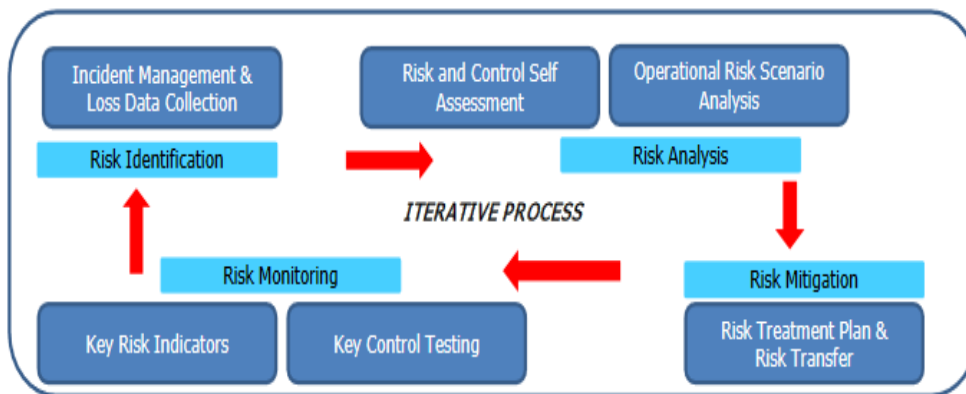 Incident Management &
Loss Data Collection
Risk and Control Self
Assessment
Operational Risk Scenario
Analysis
Risk Identification
Risk Analysis
ITERATIVE PROCESS
Risk Monitoring
Risk Mitigation
Key Risk Indicators
Key Control Testing
Risk Treatment Plan &
Risk Transfer